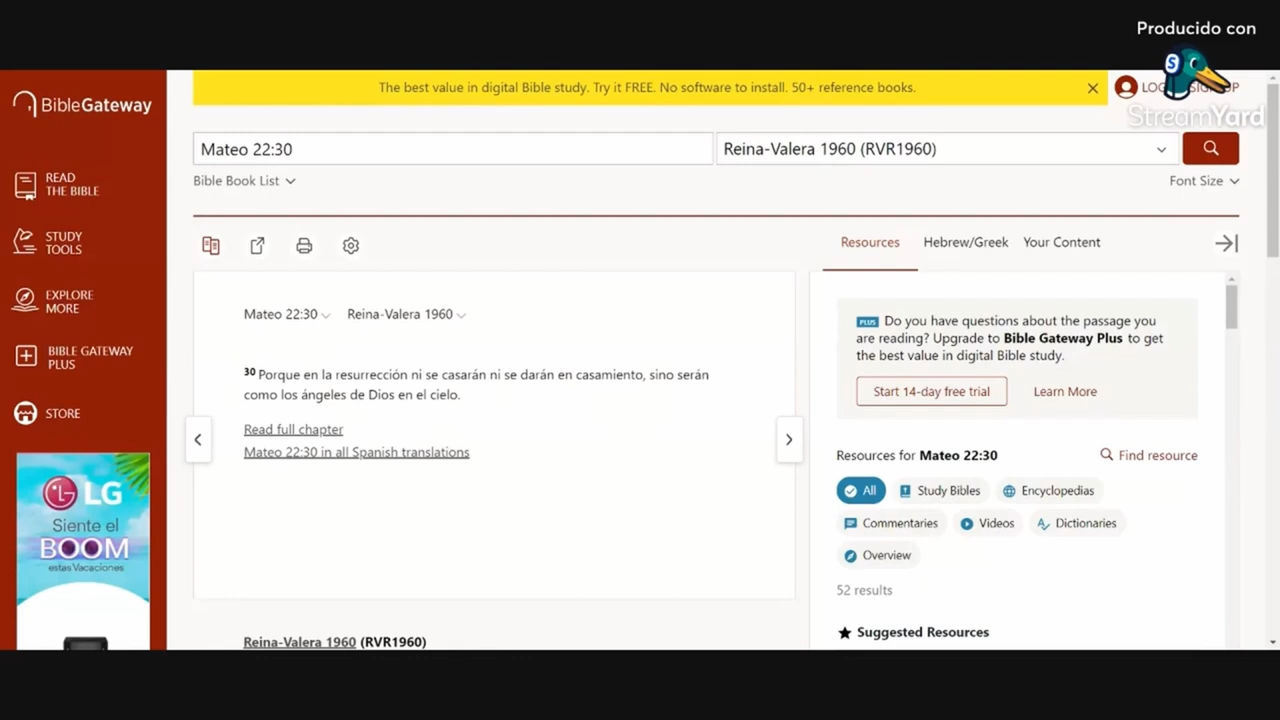 Producido con
StreamYard
BibleGateway
The best value in digital Bible study. Try it FREE. No software to install. 50+ reference books.
Mateo 22:30
Reina-Valera 1960 (RVR1960)
Bible Book List
Font Size
READ
THE BIBLE
STUDY
TOOLS
EXPLORE
MORE
BIBLE GATEWAY
PLUS
STORE
LG
Siente el
BOOM
estas Vacaciones
Mateo 22:30 Reina-Valera 1960
30 Porque en la resurrección ni se casarán ni se darán en casamiento, sino serán
como los ángeles de Dios en el cielo.
Read full chapter
Mateo 22:30 in all Spanish translations
Reina-Valera 1960 (RVR1960)
Resources Hebrew/Greek Your Content
PLUS Do you have questions about the passage you
are reading? Upgrade to Bible Gateway Plus to get
the best value in digital Bible study.
Start 14-day free trial Learn More
Resources for Mateo 22:30 Find resource
All Study Bibles Encyclopedias
Commentaries Videos Dictionaries
Overview
52 results
Suggested Resources